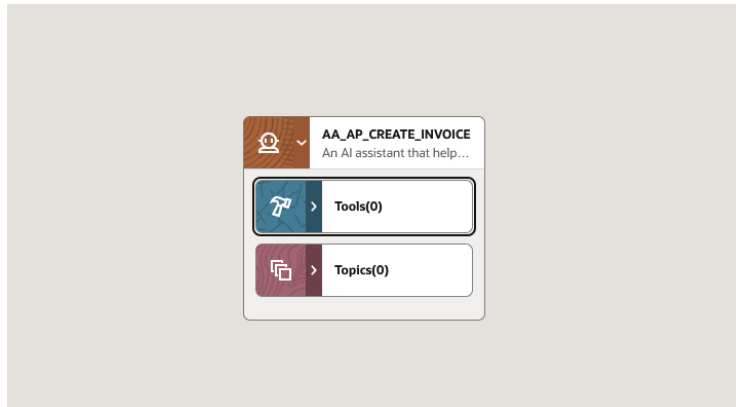 AA_AP_CREATE_INVOICE
An AI assistant that help...
Tools(0)
Topics(0)